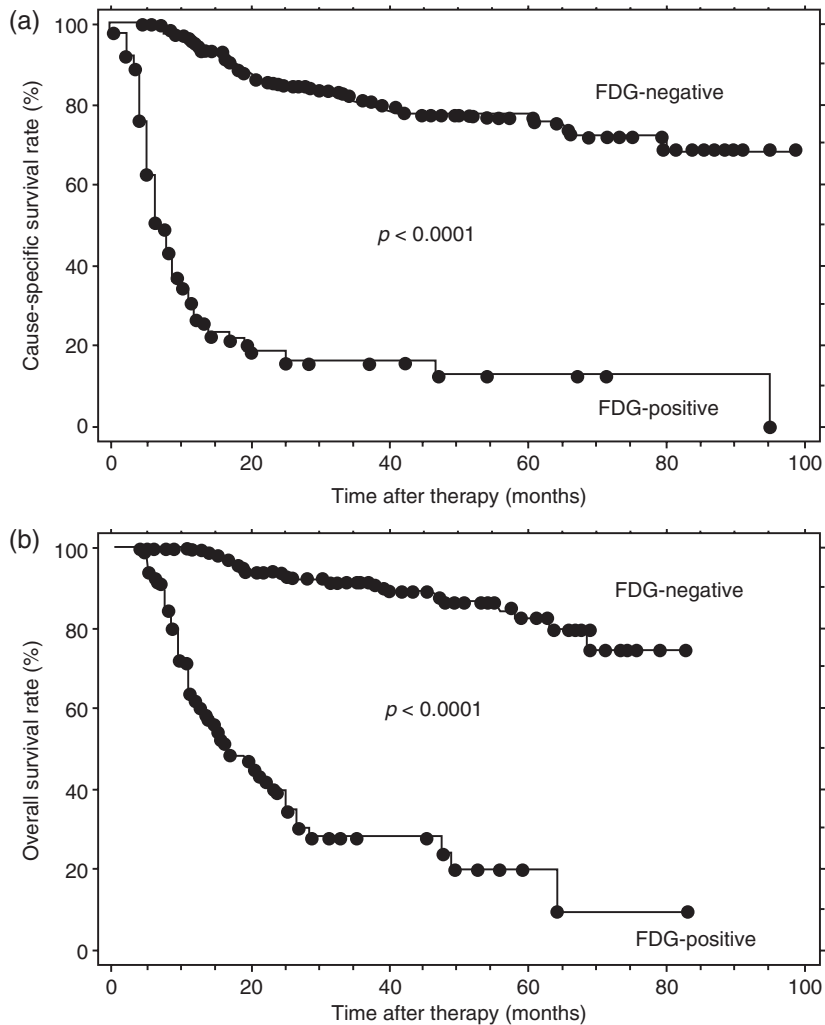 (a)
100
80
60
40
20
0
Cause-specific survival rate (%)
FDG-negative
p < 0.0001
FDG-positive
0 20 40 60 80 100
Time after therapy (months)
(b)
100
80
60
40
20
0
Overall survival rate (%)
FDG-negative
p < 0.0001
FDG-positive
0 20 40 60 80 100
Time after therapy (months)